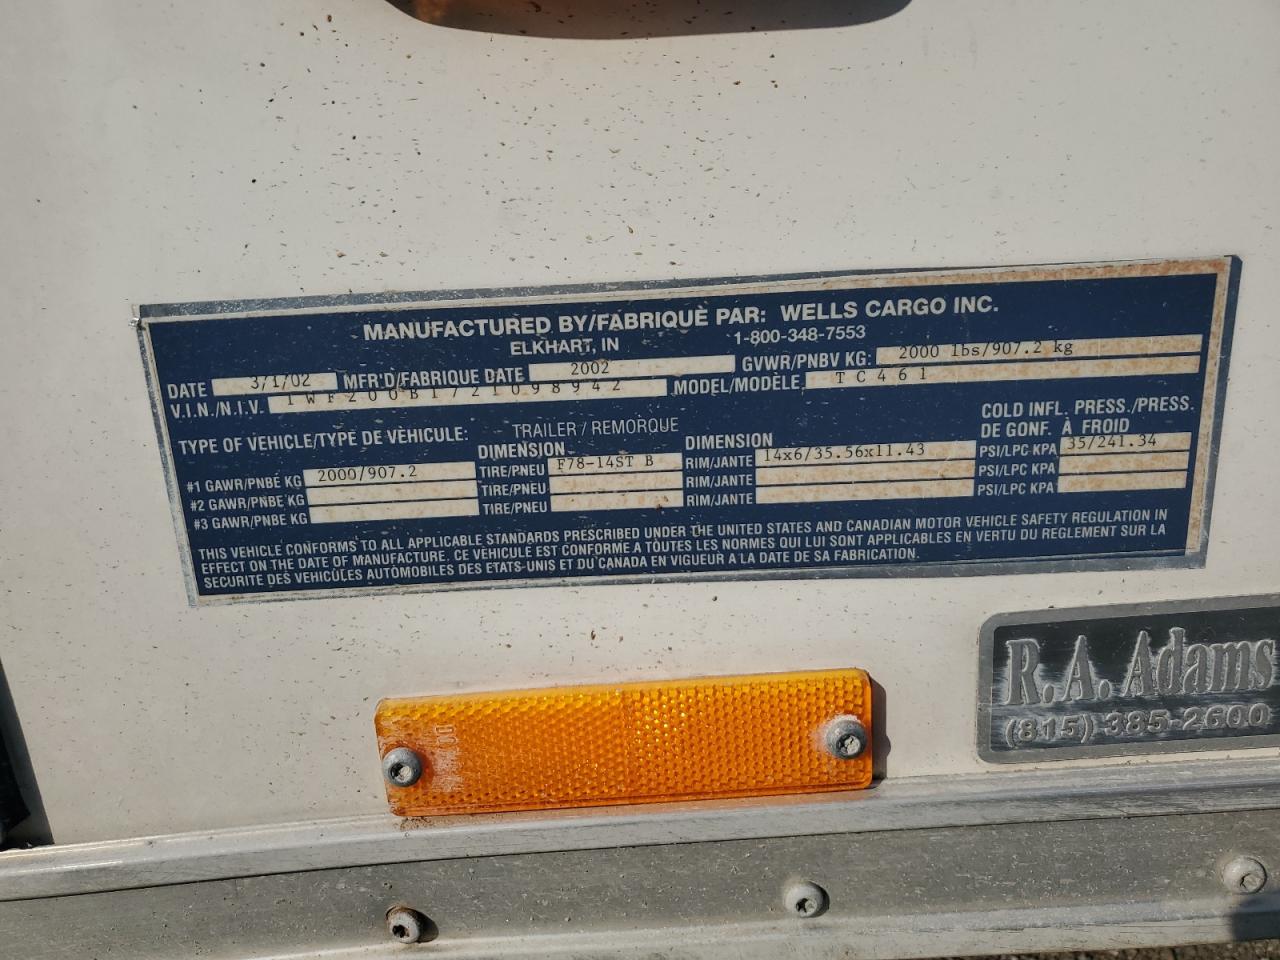 MANUFACTURED BY/FABRIQUÈ PAR: WELLS CARGO INC.
ELKHART, IN 1-800-348-7553
DATE 3/1/02 MFR'D/FABRIQUE DATE 2002 GVWR/PNBV KG: 2000 lbs/907.2 kg
V.I.N./N.I.V. 1WF200B1721098942 MODEL/MODÈLE, TC461
TYPE OF VEHICLE/TYPE DE VÈHICULE: TRAILER / REMORQUE
COLD INFL. PRESS./PRESS.
DIMENSION DIMENSION DE GONF. À FROID
#1 GAWR/PNBE KG 2000/907.2 TIRE/PNEU F78-14ST B RIM/JANTE 14x6/35.56x11.43 PSI/LPC KPA 35/241.34
#2 GAWR/PNBE KG TIRE/PNEU RIM/JANTE PSI/LPC KPA
#3 GAWR/PNBE KG TIRE/PNEU RIM/JANTE PSI/LPC KPA
THIS VEHICLE CONFORMS TO ALL APPLICABLE STANDARDS PRESCRIBED UNDER THE UNITED STATES AND CANADIAN MOTOR VEHICLE SAFETY REGULATION IN
EFFECT ON THE DATE OF MANUFACTURE. CE VÈHICULE EST CONFORME A TOUTES LES NORMES QUI LUI SONT APPLICABLES EN VERTU DU REGLEMENT SUR LA
SECURITE DES VEHICULES AUTOMOBILES DES ETATS-UNIS ET DU CANADA EN VIGUEUR A LA DATE DE SA FABRICATION.
R.A. Adams
(815) 385-2600